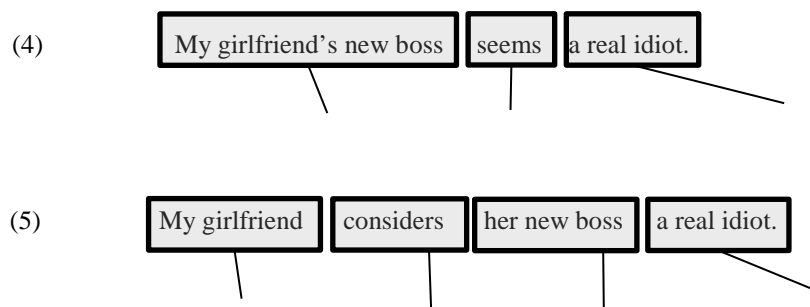 (4) My girlfriend’s new boss seems a real idiot.
(5) My girlfriend considers her new boss a real idiot.